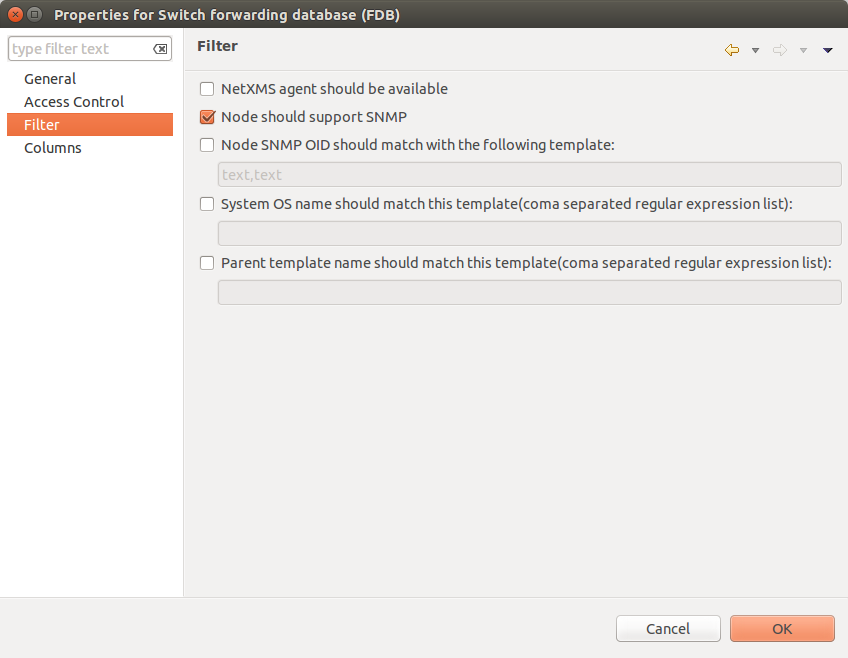 Properties for Switch forwarding database (FDB)
type filter text
General
Access Control
Filter
Columns
Filter
NetXMS agent should be available
Node should support SNMP
Node SNMP OID should match with the following template:
text,text
System OS name should match this template(coma separated regular expression list):
Parent template name should match this template(coma separated regular expression list):
Cancel
OK